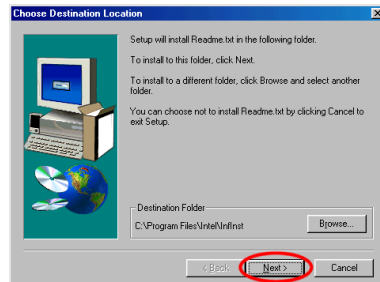 Choose Destination Location
Setup will install Readme.txt in the following folder.
To install to this folder, click Next.
To install to a different folder, click Browse and select another
folder.
You can choose not to install Readme.txt by clicking Cancel to
exit Setup.
Destination Folder
C:\Program Files\Intel\InfInst
Browse...
< Back
Next >
Cancel